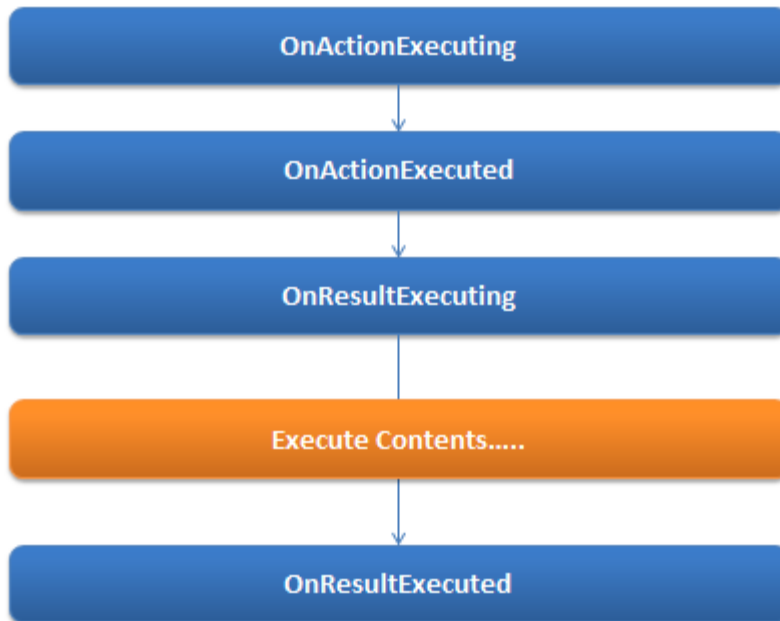 OnActionExecuting
OnActionExecuted
OnResultExecuting
Execute Contents.....
OnResultExecuted